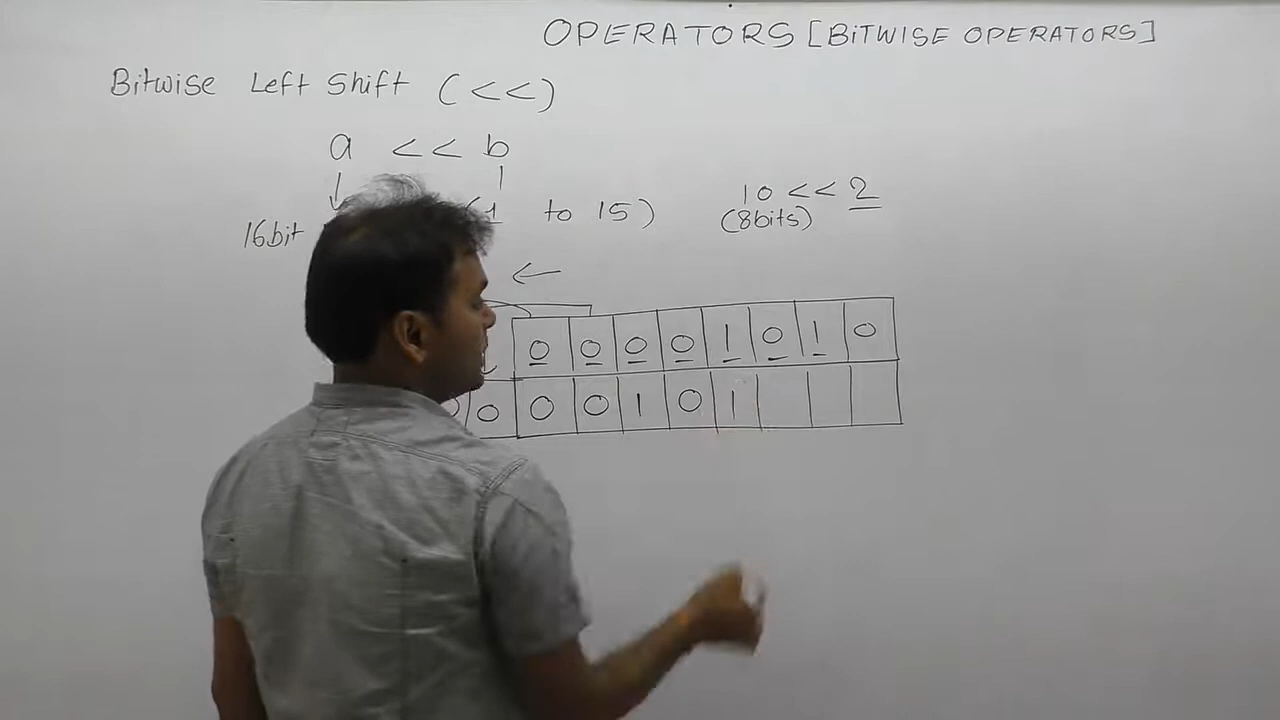 OPERATORS [BITWISE OPERATORS]
Bitwise Left Shift (<<)
a << b
16bit (1 to 15)
10 << 2
(8bits)
←
0 0 0 0 1 0 1 0
0 0 0 1 0 1